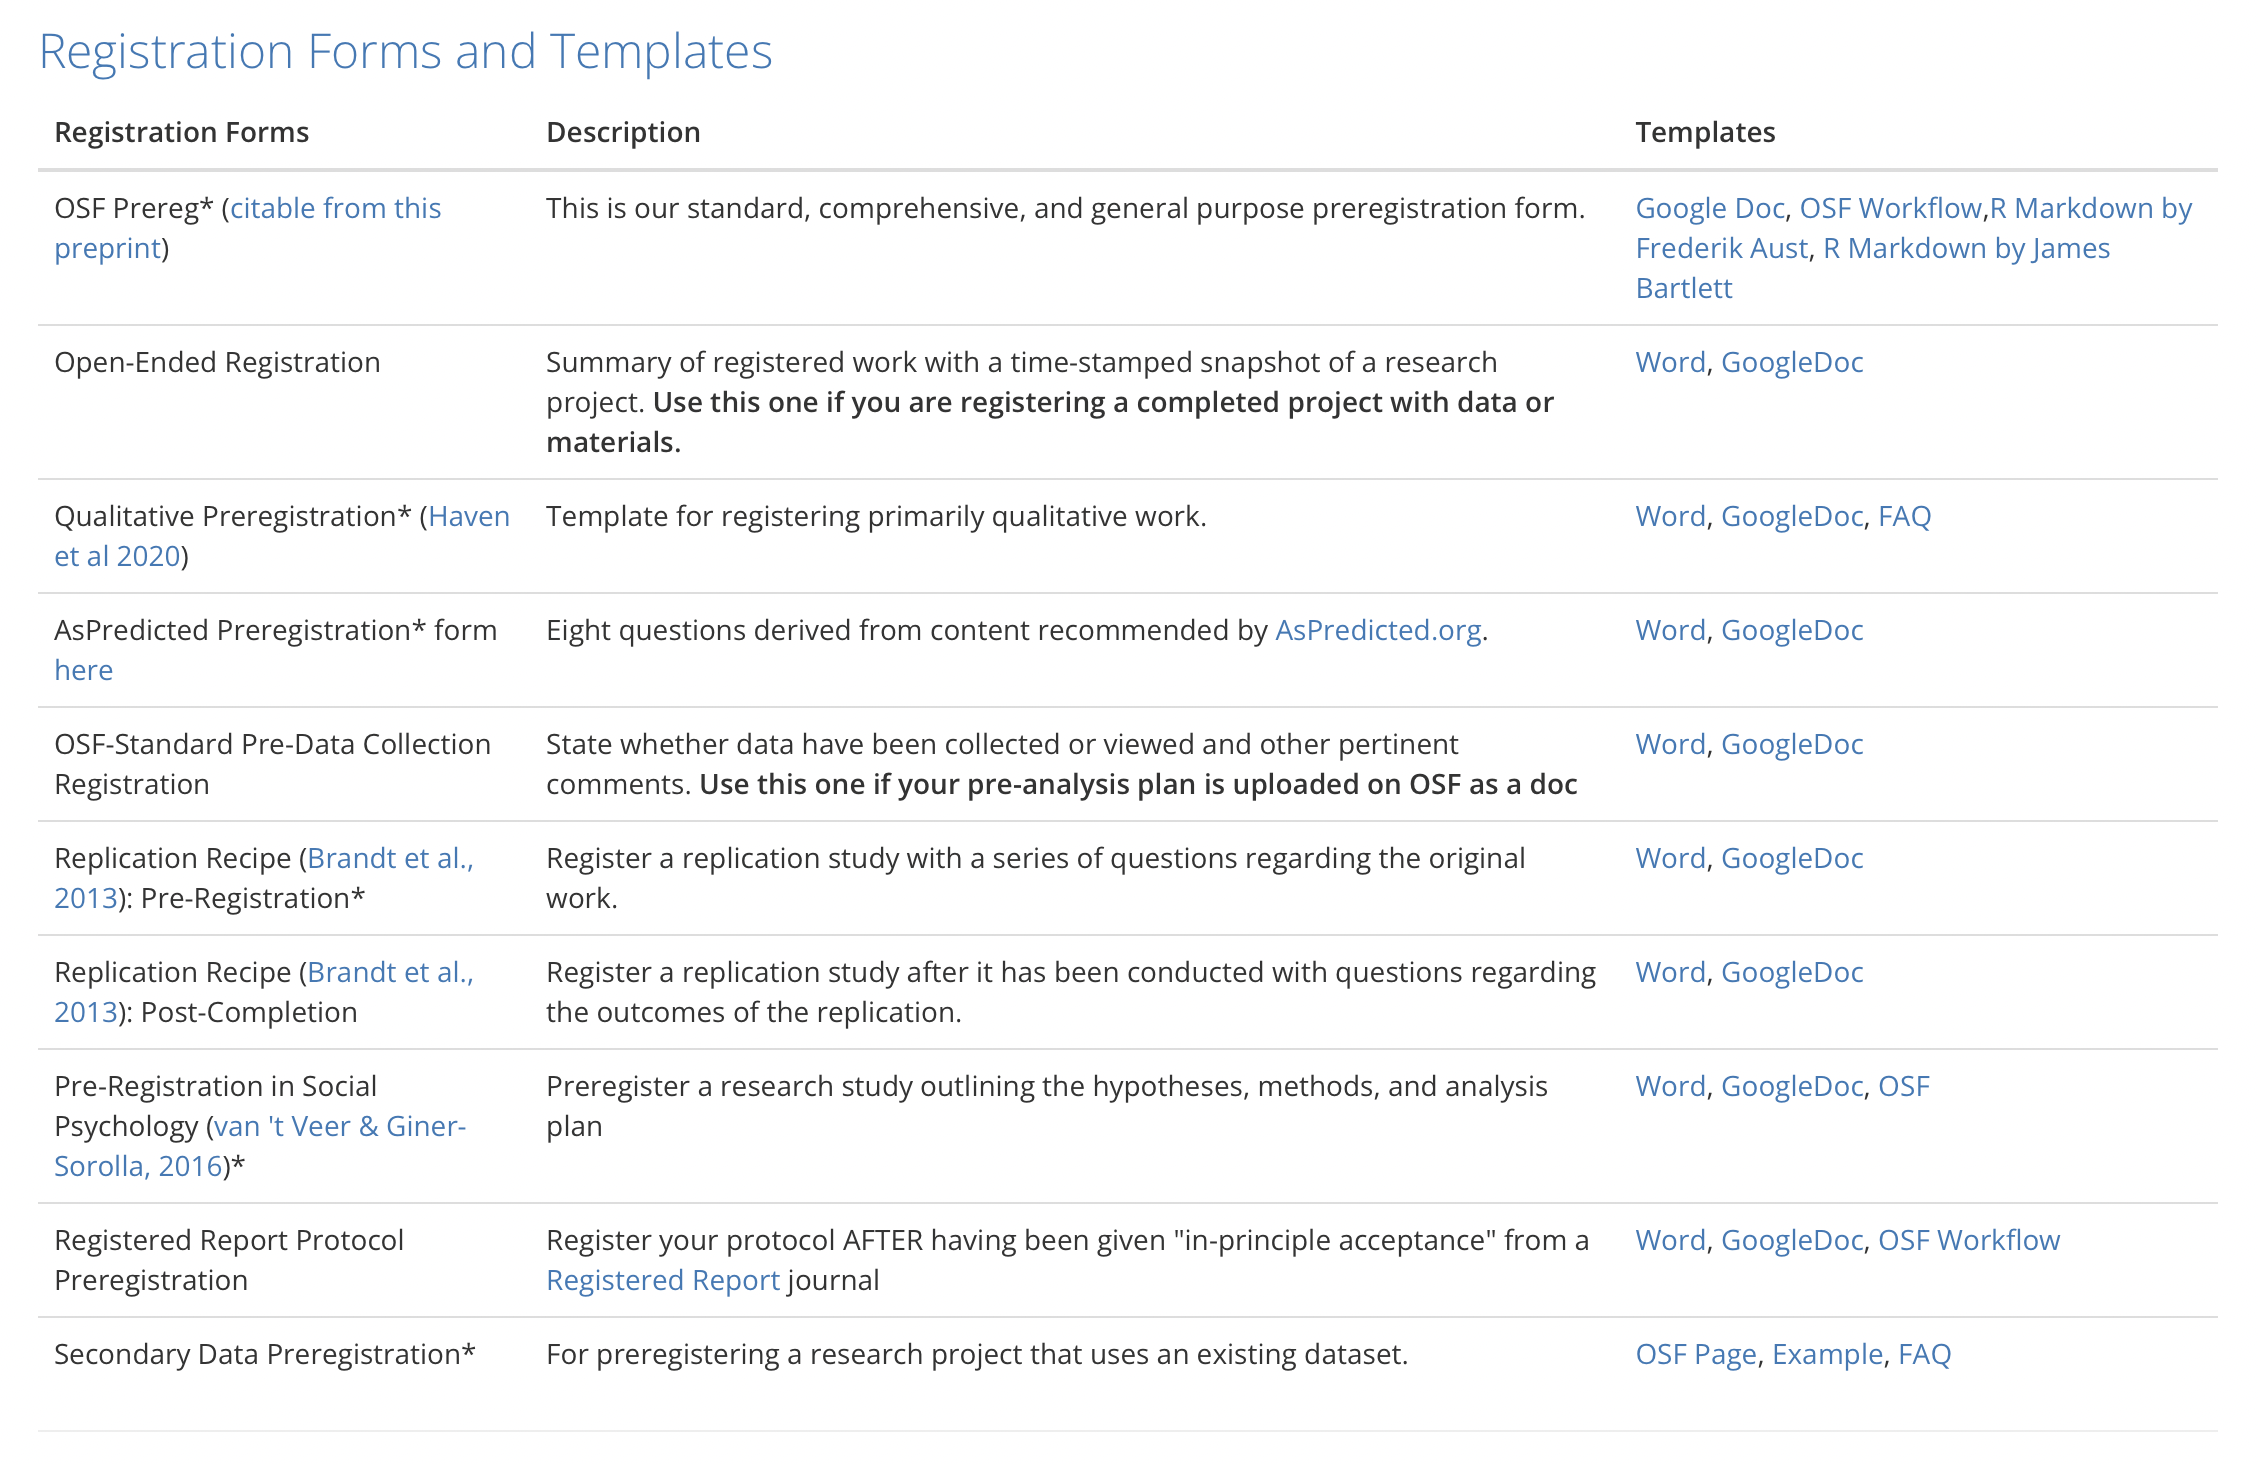 Registration Forms and Templates
Registration Forms
Description
Templates
OSF Prereg* (citable from this
preprint)
This is our standard, comprehensive, and general purpose preregistration form.
Google Doc, OSF Workflow,R Markdown by
Frederik Aust, R Markdown by James
Bartlett
Open-Ended Registration
Summary of registered work with a time-stamped snapshot of a research
project. Use this one if you are registering a completed project with data or
materials.
Word, GoogleDoc
Qualitative Preregistration* (Haven
et al 2020)
Template for registering primarily qualitative work.
Word, GoogleDoc, FAQ
AsPredicted Preregistration* form
here
Eight questions derived from content recommended by AsPredicted.org.
Word, GoogleDoc
OSF-Standard Pre-Data Collection
Registration
State whether data have been collected or viewed and other pertinent
comments. Use this one if your pre-analysis plan is uploaded on OSF as a doc
Word, GoogleDoc
Replication Recipe (Brandt et al.,
2013): Pre-Registration*
Register a replication study with a series of questions regarding the original
work.
Word, GoogleDoc
Replication Recipe (Brandt et al.,
2013): Post-Completion
Register a replication study after it has been conducted with questions regarding
the outcomes of the replication.
Word, GoogleDoc
Pre-Registration in Social
Psychology (van 't Veer & Giner-
Sorolla, 2016)*
Preregister a research study outlining the hypotheses, methods, and analysis
plan
Word, GoogleDoc, OSF
Registered Report Protocol
Preregistration
Register your protocol AFTER having been given "in-principle acceptance" from a
Registered Report journal
Word, GoogleDoc, OSF Workflow
Secondary Data Preregistration*
For preregistering a research project that uses an existing dataset.
OSF Page, Example, FAQ